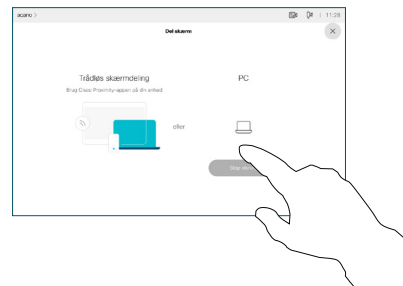 acano >
11:28
Del skærm
Trådløs skærmdeling
PC
Brug Cisco Proximity-appen på din enhed
eller